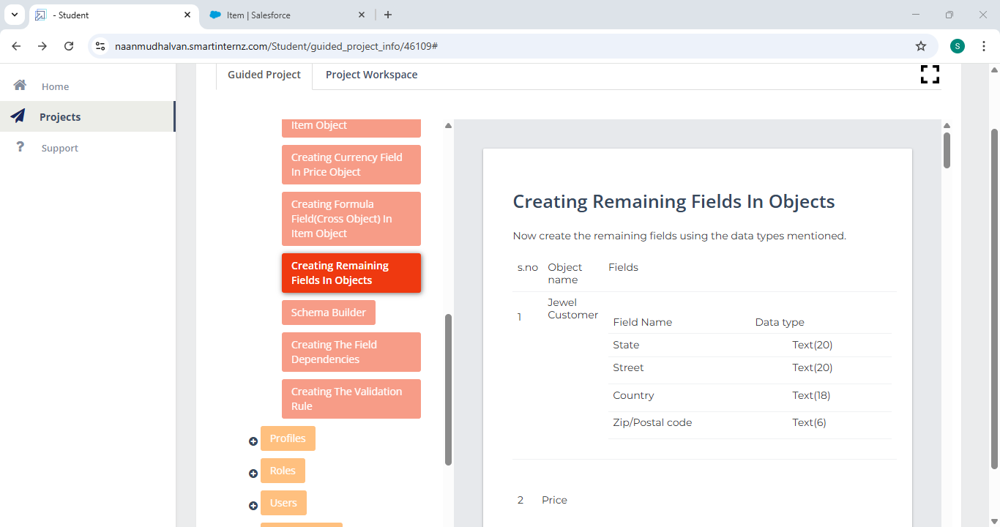 - Student
Item | Salesforce
naanmudhalvan.smartinternz.com/Student/guided_project_info/46109#
S
Home
Projects
Support
Guided Project
Project Workspace
Item Object
Creating Currency Field
In Price Object
Creating Formula
Field(Cross Object) In
Item Object
Creating Remaining
Fields In Objects
Schema Builder
Creating The Field
Dependencies
Creating The Validation
Rule
Profiles
Roles
Users
Creating Remaining Fields In Objects
Now create the remaining fields using the data types mentioned.
s.no Object name Fields
1 Jewel Customer
Field Name Data type
State Text(20)
Street Text(20)
Country Text(18)
Zip/Postal code Text(6)
2 Price